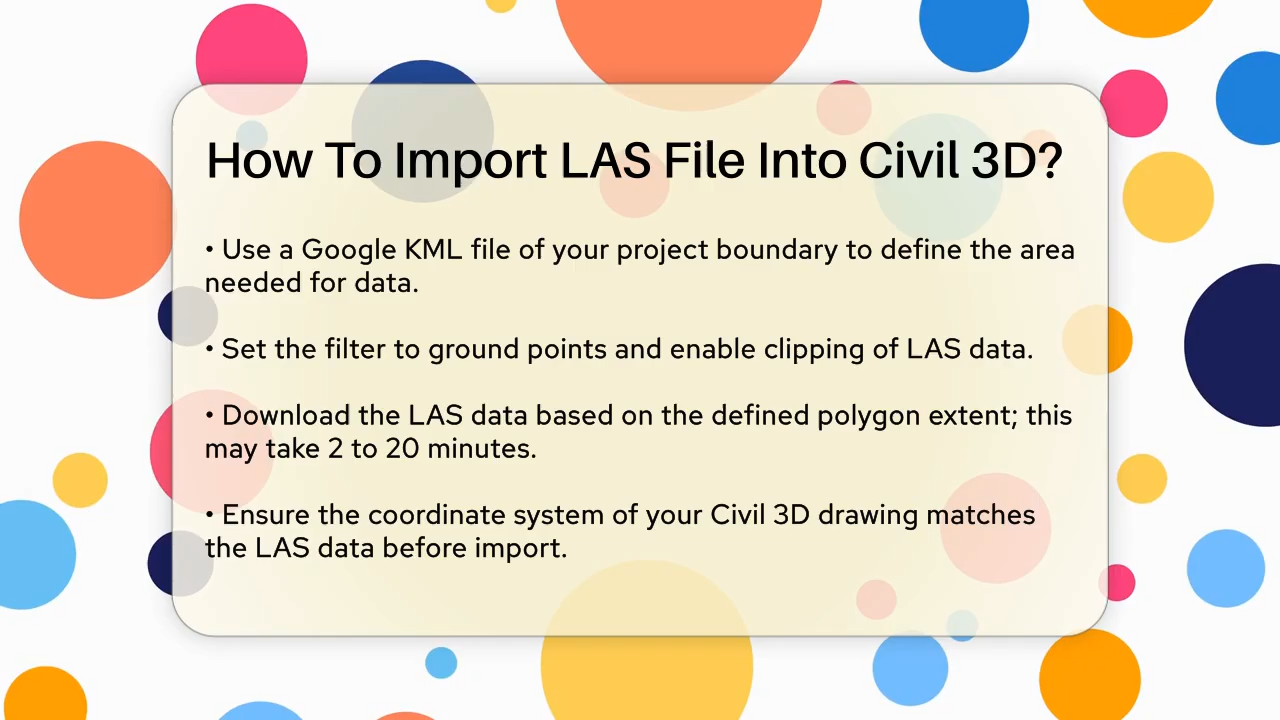 How To Import LAS File Into Civil 3D?
• Use a Google KML file of your project boundary to define the area
needed for data.
• Set the filter to ground points and enable clipping of LAS data.
• Download the LAS data based on the defined polygon extent; this
may take 2 to 20 minutes.
• Ensure the coordinate system of your Civil 3D drawing matches
the LAS data before import.